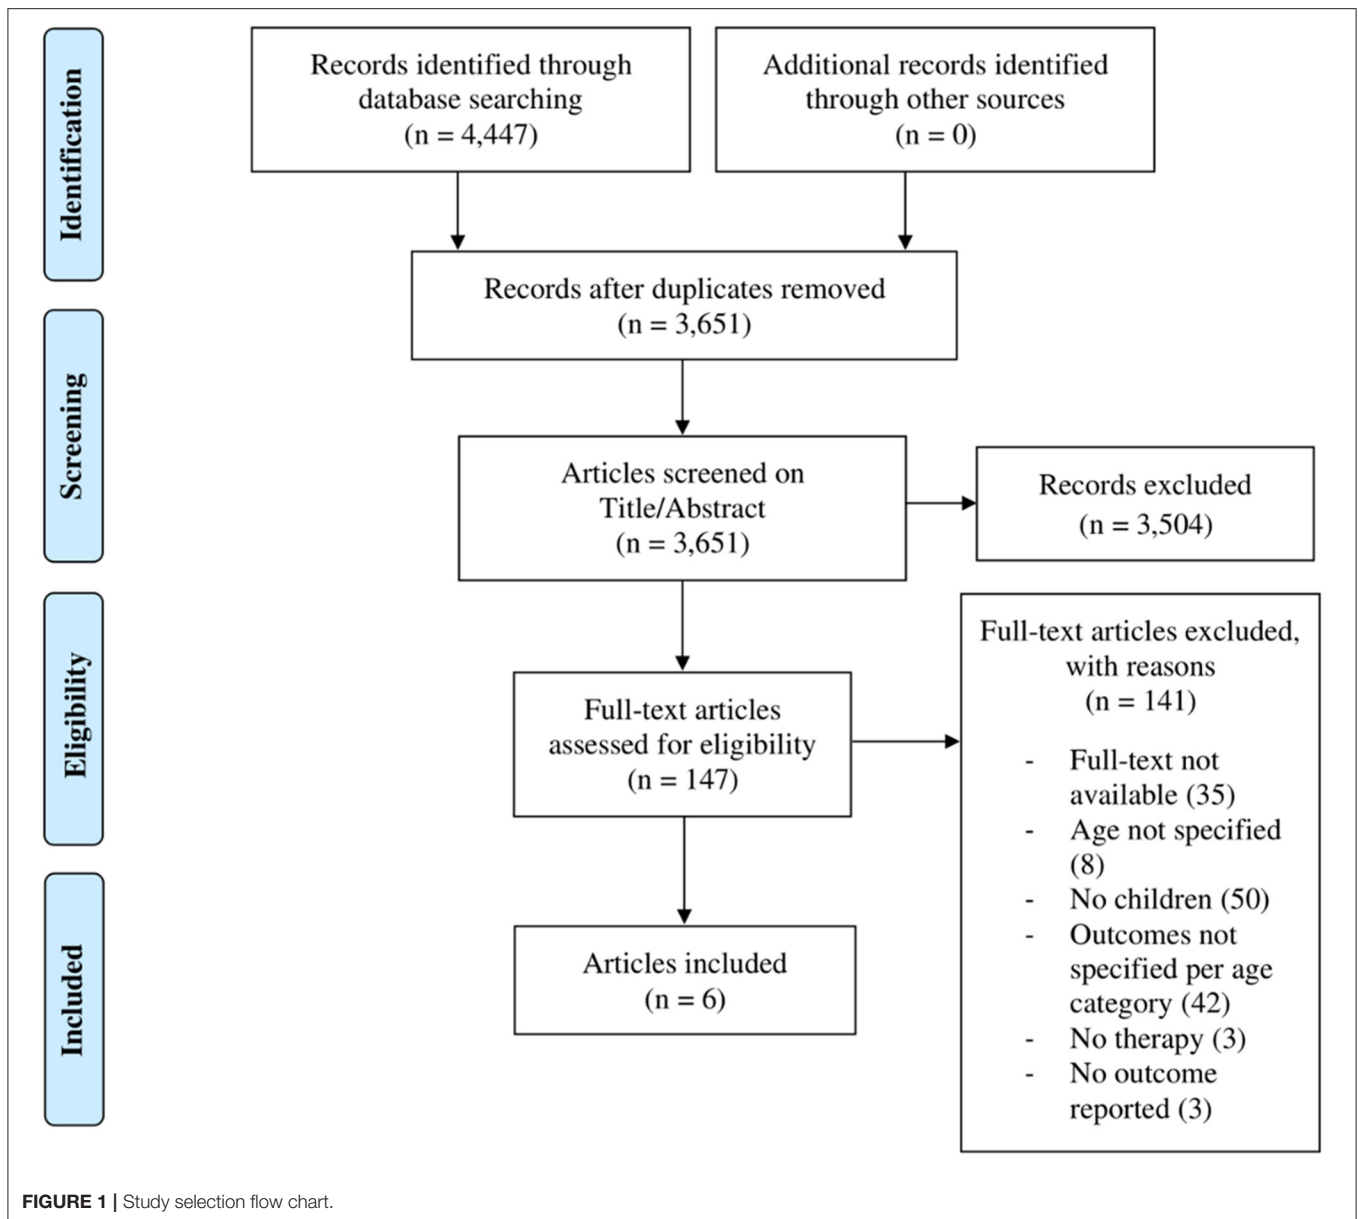 Identification
Records identified through
database searching
(n = 4,447)
Additional records identified
through other sources
(n = 0)
Records after duplicates removed
(n = 3,651)
Screening
Articles screened on
Title/Abstract
(n = 3,651)
Records excluded
(n = 3,504)
Eligibility
Full-text articles
assessed for eligibility
(n = 147)
Full-text articles excluded,
with reasons
(n = 141)
- Full-text not
available (35)
- Age not specified
(8)
- No children (50)
- Outcomes not
specified per age
category (42)
- No therapy (3)
- No outcome
reported (3)
Included
Articles included
(n = 6)
FIGURE 1 | Study selection flow chart.